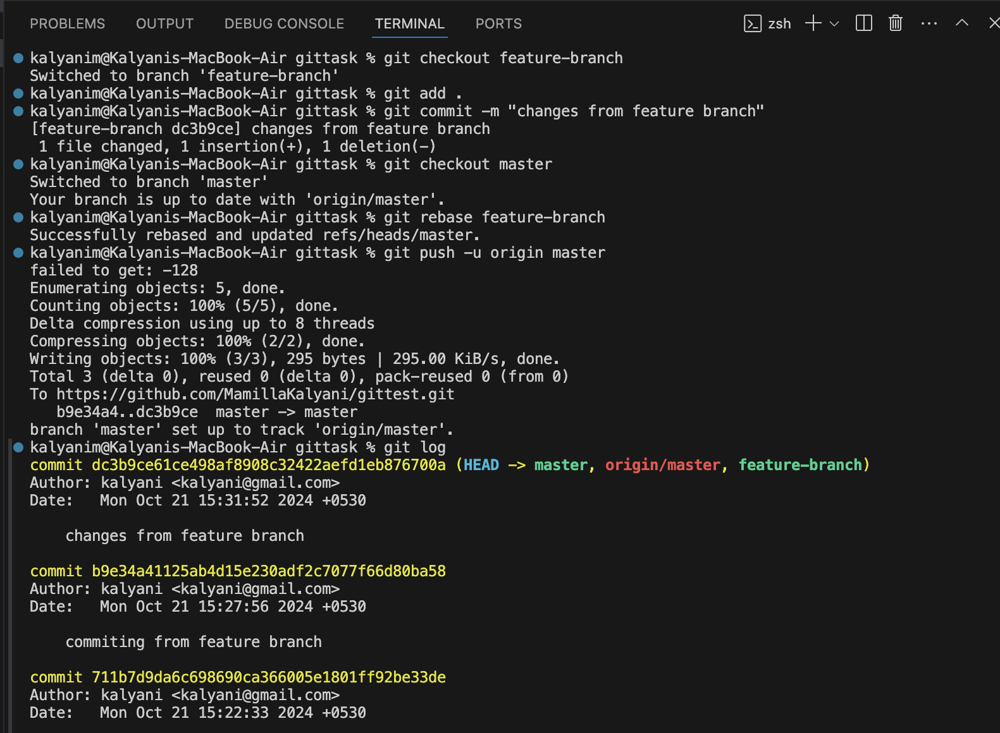 PROBLEMS OUTPUT DEBUG CONSOLE TERMINAL PORTS zsh
kalyanim@Kalyanis-MacBook-Air gittask % git checkout feature-branch
Switched to branch 'feature-branch'
kalyanim@Kalyanis-MacBook-Air gittask % git add .
kalyanim@Kalyanis-MacBook-Air gittask % git commit -m "changes from feature branch"
[feature-branch dc3b9ce] changes from feature branch
1 file changed, 1 insertion(+), 1 deletion(-)
kalyanim@Kalyanis-MacBook-Air gittask % git checkout master
Switched to branch 'master'
Your branch is up to date with 'origin/master'.
kalyanim@Kalyanis-MacBook-Air gittask % git rebase feature-branch
Successfully rebased and updated refs/heads/master.
kalyanim@Kalyanis-MacBook-Air gittask % git push -u origin master
failed to get: -128
Enumerating objects: 5, done.
Counting objects: 100% (5/5), done.
Delta compression using up to 8 threads
Compressing objects: 100% (2/2), done.
Writing objects: 100% (3/3), 295 bytes | 295.00 KiB/s, done.
Total 3 (delta 0), reused 0 (delta 0), pack-reused 0 (from 0)
To https://github.com/MamillaKalyani/gittest.git
b9e34a4..dc3b9ce  master -> master
branch 'master' set up to track 'origin/master'.
kalyanim@Kalyanis-MacBook-Air gittask % git log
commit dc3b9ce61ce498af8908c32422aefd1eb876700a (HEAD -> master, origin/master, feature-branch)
Author: kalyani <kalyani@gmail.com>
Date:   Mon Oct 21 15:31:52 2024 +0530
changes from feature branch
commit b9e34a41125ab4d15e230adf2c7077f66d80ba58
Author: kalyani <kalyani@gmail.com>
Date:   Mon Oct 21 15:27:56 2024 +0530
commiting from feature branch
commit 711b7d9da6c698690ca366005e1801ff92be33de
Author: kalyani <kalyani@gmail.com>
Date:   Mon Oct 21 15:22:33 2024 +0530